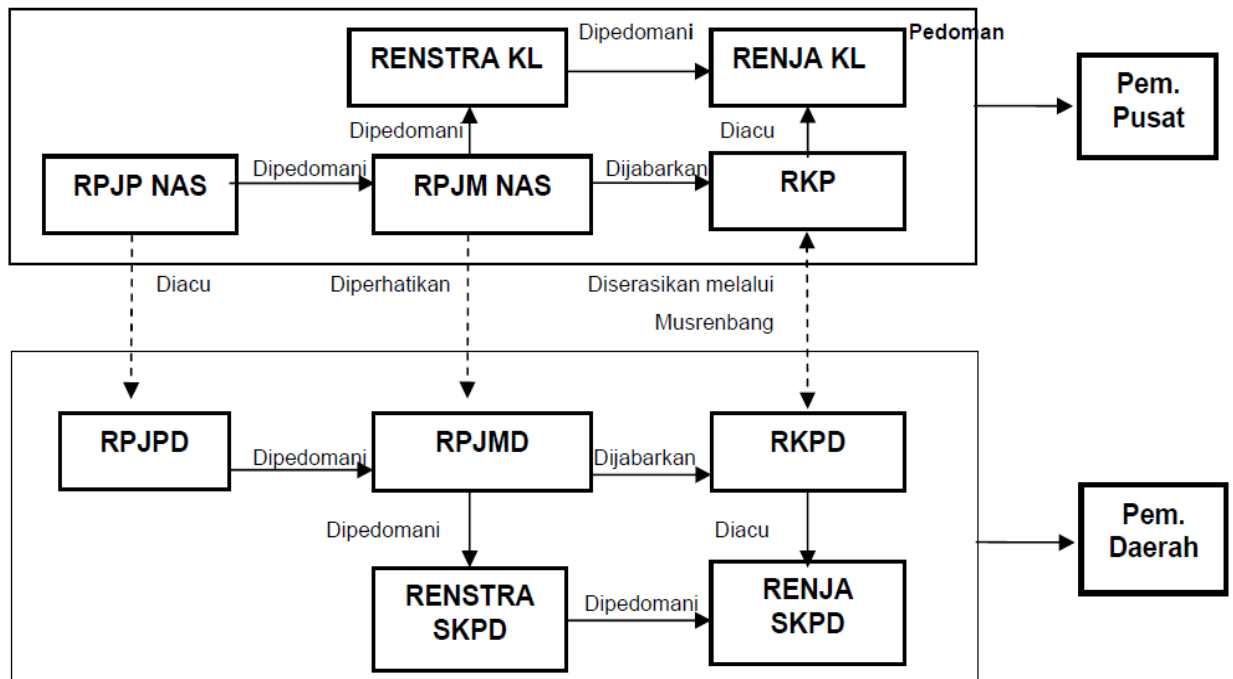 Dipedomani
Pedoman
RENSTRA KL
RENJA KL
Pem.
Pusat
Dipedomani
Diacu
Dipedomani
Dijabarkan
RPJP NAS
RPJM NAS
RKP
Diacu
Diperhatikan
Diserasikan melalui
Musrenbang
RPJPD
RPJMD
RKPD
Dipedomani
Dijabarkan
Pem.
Daerah
Dipedomani
Diacu
RENSTRA
SKPD
Dipedomani
RENJA
SKPD